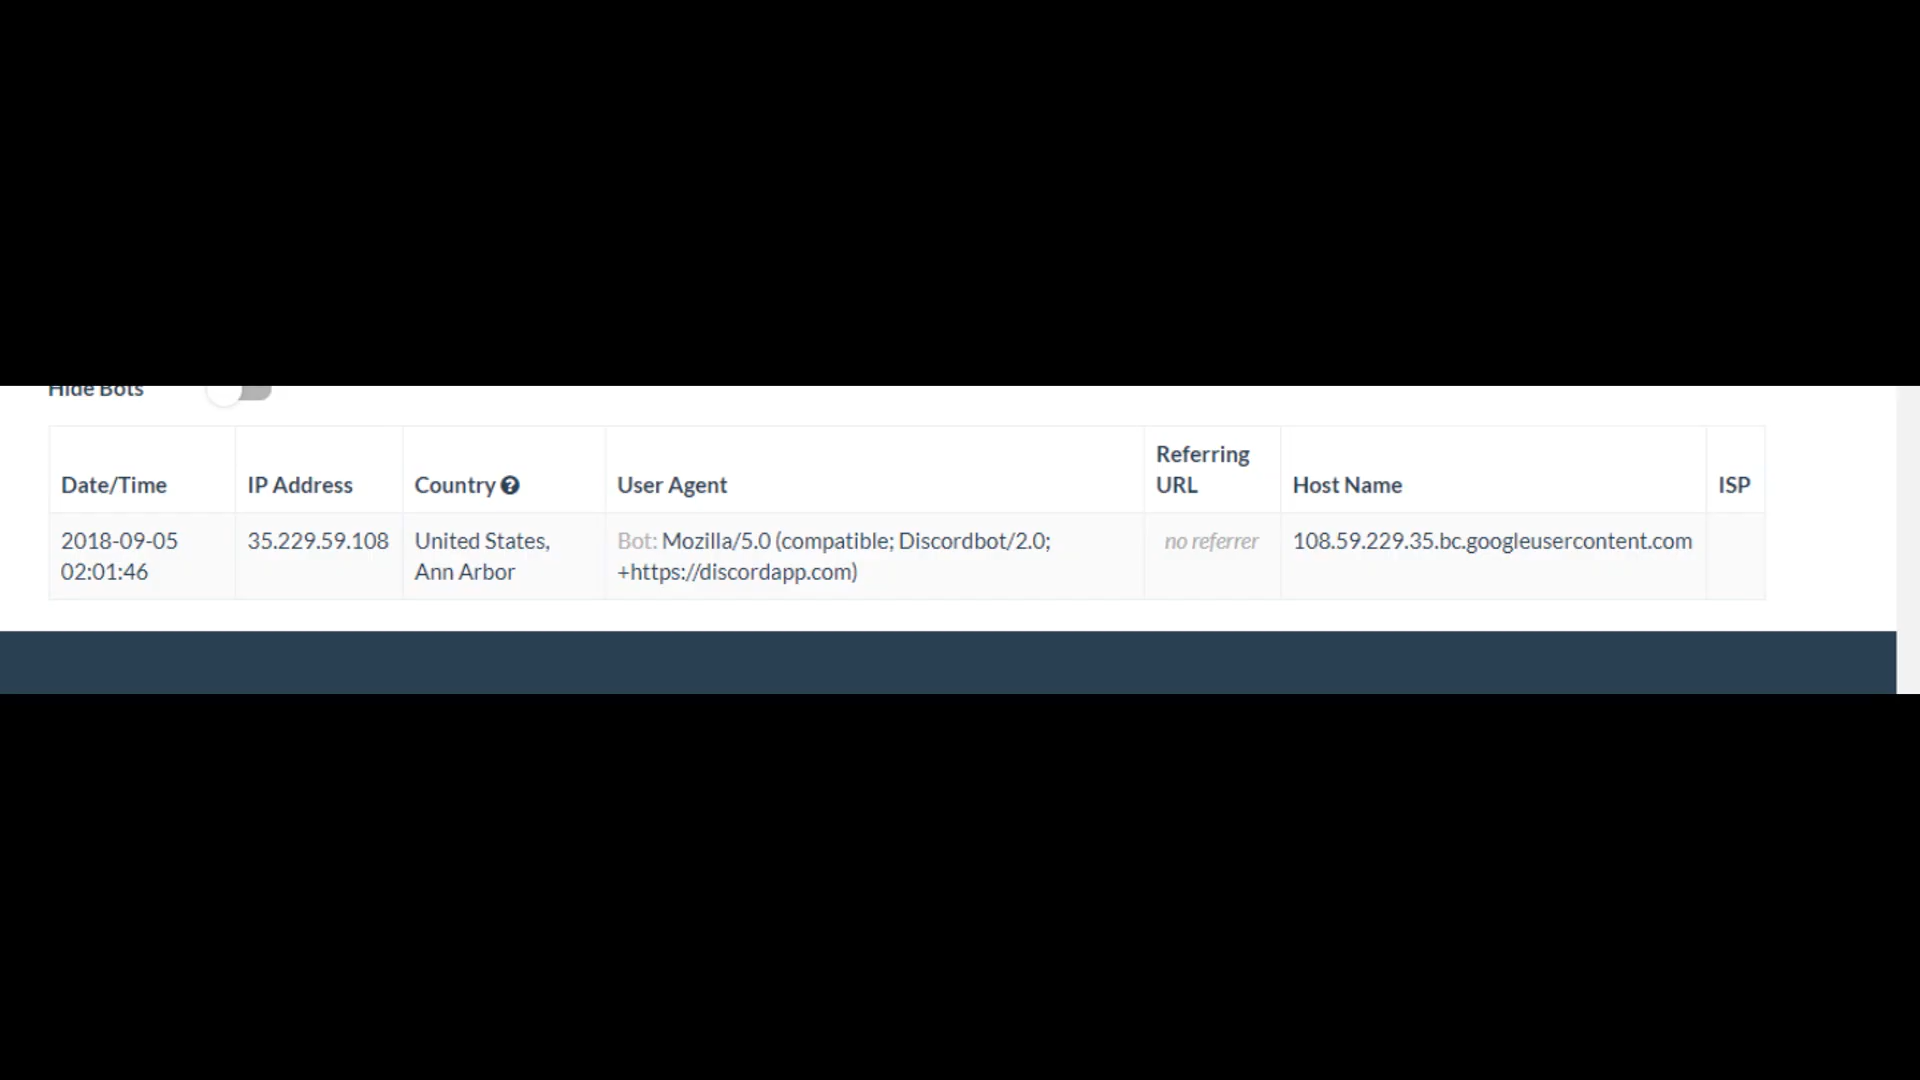 Hide Bots
Referring
Date/Time IP Address Country User Agent URL Host Name ISP
2018-09-05 35.229.59.108 United States, Bot: Mozilla/5.0 (compatible; Discordbot/2.0; no referrer 108.59.229.35.bc.googleusercontent.com
02:01:46 Ann Arbor +https://discordapp.com)